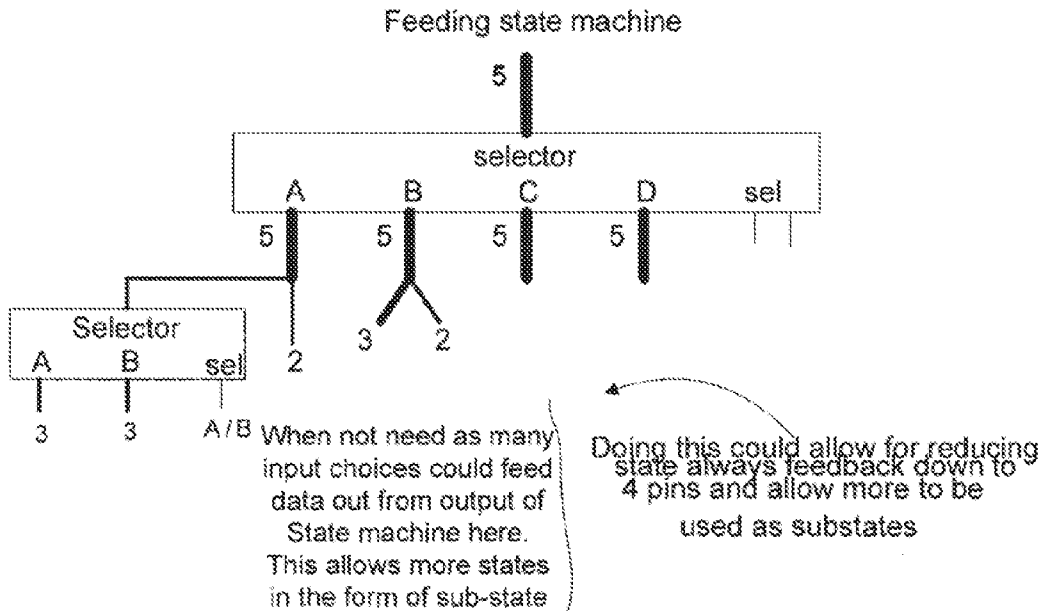 Feeding state machine
5
selector
A B C D sel
5 5 5 5
Selector
A B sel
2 3 2
3 3 A/B
When not need as many
input choices could feed
data out from output of
State machine here.
This allows more states
in the form of sub-state
Doing this could allow for reducing
state always feedback down to
4 pins and allow more to be
used as substates